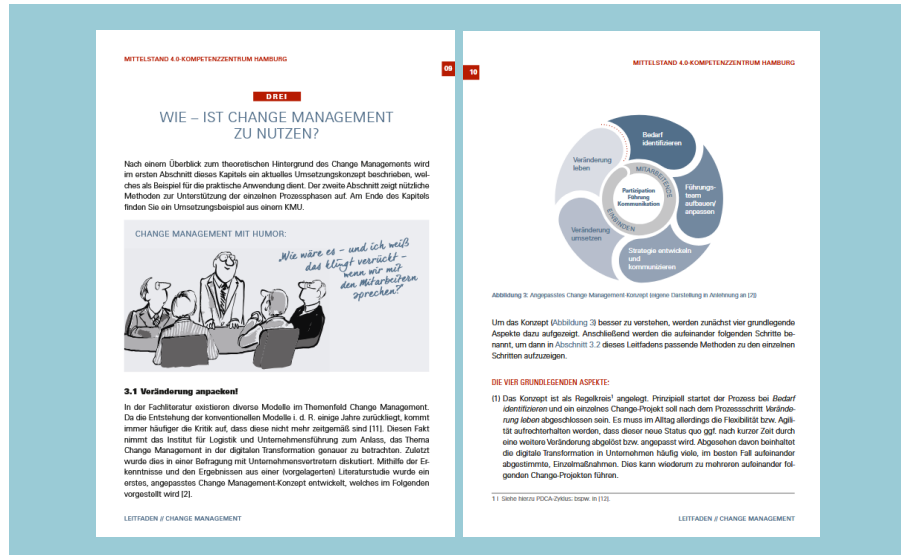 MITTELSTAND 4.0-KOMPETENZZENTRUM HAMBURG
09
DREI
WIE – IST CHANGE MANAGEMENT
ZU NUTZEN?
Nach einem Überblick zum theoretischen Hintergrund des Change Managements wird
im ersten Abschnitt dieses Kapitels ein aktuelles Umsetzungskonzept beschrieben, wel-
ches als Beispiel für die praktische Anwendung dient. Der zweite Abschnitt zeigt nützliche
Methoden zur Unterstützung der einzelnen Prozessphasen auf. Am Ende des Kapitels
finden Sie ein Umsetzungsbeispiel aus einem KMU.
CHANGE MANAGEMENT MIT HUMOR:
„Wie wäre es – und ich weiß
das klingt verrückt –
wenn wir mit
den Mitarbeitern
sprechen?"
3.1 Veränderung anpacken!
In der Fachliteratur existieren diverse Modelle im Themenfeld Change Management.
Da die Entstehung der konventionellen Modelle i. d. R. einige Jahre zurückliegt, kommt
immer häufiger die Kritik auf, dass diese nicht mehr zeitgemäß sind [11]. Diesen Fakt
nimmt das Institut für Logistik und Unternehmensführung zum Anlass, das Thema
Change Management in der digitalen Transformation genauer zu betrachten. Zuletzt
wurde dies in einer Befragung mit Unternehmensvertretern diskutiert. Mithilfe der Er-
kenntnisse und den Ergebnissen aus einer (vorgelagerten) Literaturstudie wurde ein
erstes, angepasstes Change Management-Konzept entwickelt, welches im Folgenden
vorgestellt wird [2].
LEITFADEN // CHANGE MANAGEMENT
10
MITTELSTAND 4.0-KOMPETENZZENTRUM HAMBURG
Bedarf
identifizieren
Führungs-
team
aufbauen/
anpassen
Strategie entwickeln
und
kommunizieren
Veränderung
umsetzen
Veränderung
leben
MITARBEITENDE
EINBINDEN
Partizipation
Führung
Kommunikation
Abbildung 3: Angepasstes Change Management-Konzept (eigene Darstellung in Anlehnung an [2])
Um das Konzept (Abbildung 3) besser zu verstehen, werden zunächst vier grundlegende
Aspekte dazu aufgezeigt. Anschließend werden die aufeinander folgenden Schritte be-
nannt, um dann in Abschnitt 3.2 dieses Leitfadens passende Methoden zu den einzelnen
Schritten aufzuzeigen.
DIE VIER GRUNDLEGENDEN ASPEKTE:
(1) Das Konzept ist als Regelkreis¹ angelegt. Prinzipiell startet der Prozess bei Bedarf
identifizieren und ein einzelnes Change-Projekt soll nach dem Prozessschritt Verände-
rung leben abgeschlossen sein. Es muss im Alltag allerdings die Flexibilität bzw. Agili-
tät aufrechterhalten werden, dass dieser neue Status quo ggf. nach kurzer Zeit durch
eine weitere Veränderung abgelöst bzw. angepasst wird. Abgesehen davon beinhaltet
die digitale Transformation in Unternehmen häufig viele, im besten Fall aufeinander
abgestimmte, Einzelmaßnahmen. Dies kann wiederum zu mehreren aufeinander fol-
genden Change-Projekten führen.
1 | Siehe hierzu PDCA-Zyklus: bspw. in [12].
LEITFADEN // CHANGE MANAGEMENT